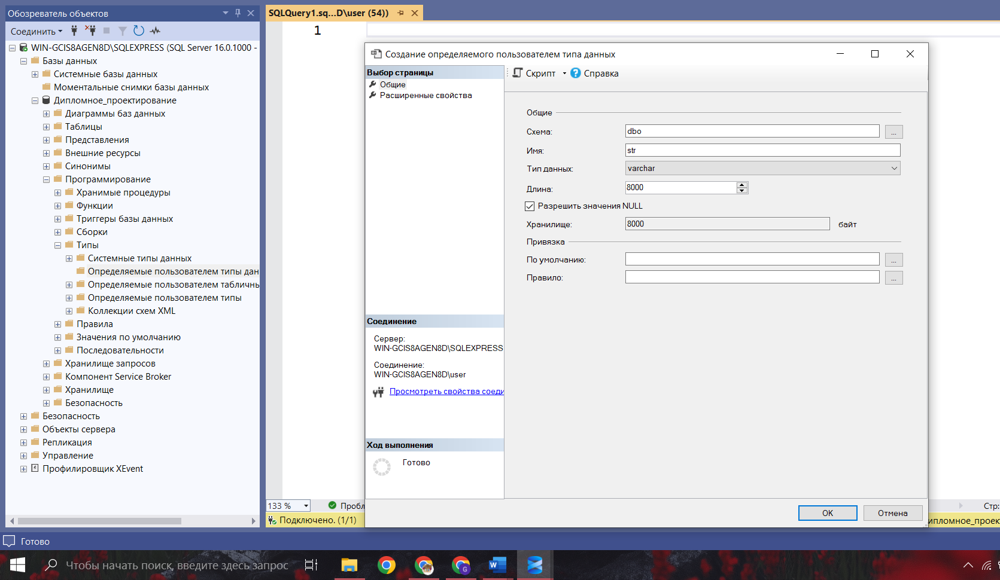 Обозреватель объектов
Соединить
WIN-GCIS8AGEN8D\SQLEXPRESS (SQL Server 16.0.1000 -
Базы данных
Системные базы данных
Моментальные снимки базы данных
Дипломное_проектирование
Диаграммы баз данных
Таблицы
Представления
Внешние ресурсы
Синонимы
Программирование
Хранимые процедуры
Функции
Триггеры базы данных
Сборки
Типы
Системные типы данных
Определяемые пользователем типы дан
Определяемые пользователем табличнь
Определяемые пользователем типы
Коллекции схем XML
Правила
Значения по умолчанию
Последовательности
Хранилище запросов
Компонент Service Broker
Хранилище
Безопасность
Безопасность
Объекты сервера
Репликация
Управление
Профилировщик XEvent
SQLQuery1.sq...D\user (54))
1
Создание определяемого пользователем типа данных
Выбор страницы
Общие
Расширенные свойства
Скрипт
Справка
Общие
Схема:
dbo
...
Имя:
str
Тип данных:
varchar
Длина:
8000
Разрешить значения NULL
Хранилище:
8000
байт
Привязка
По умолчанию:
...
Правило:
...
Соединение
Сервер:
WIN-GCIS8AGEN8D\SQLEXPRESS
Соединение:
WIN-GCIS8AGEN8D\user
Просмотреть свойства соеди
Ход выполнения
Готово
OK
Отмена
133 %
Пробл
Стр:
Подключено. (1/1)
ипломное_проек
Готово
Чтобы начать поиск, введите здесь запрос